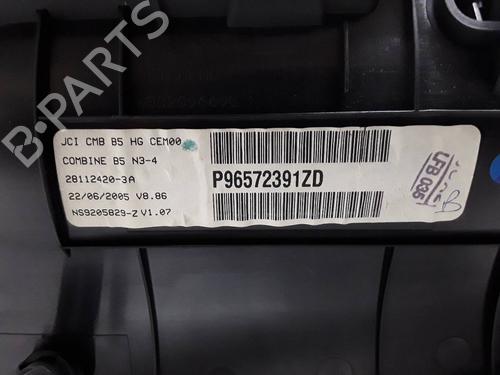 B-PARTS
JCI CMB B5 HG CEM00
COMBINE B5 N3-4
28112420-3A
22/06/2005 V8.86
NS9205829-Z V1.07
P96572391ZD
LFB 035
B